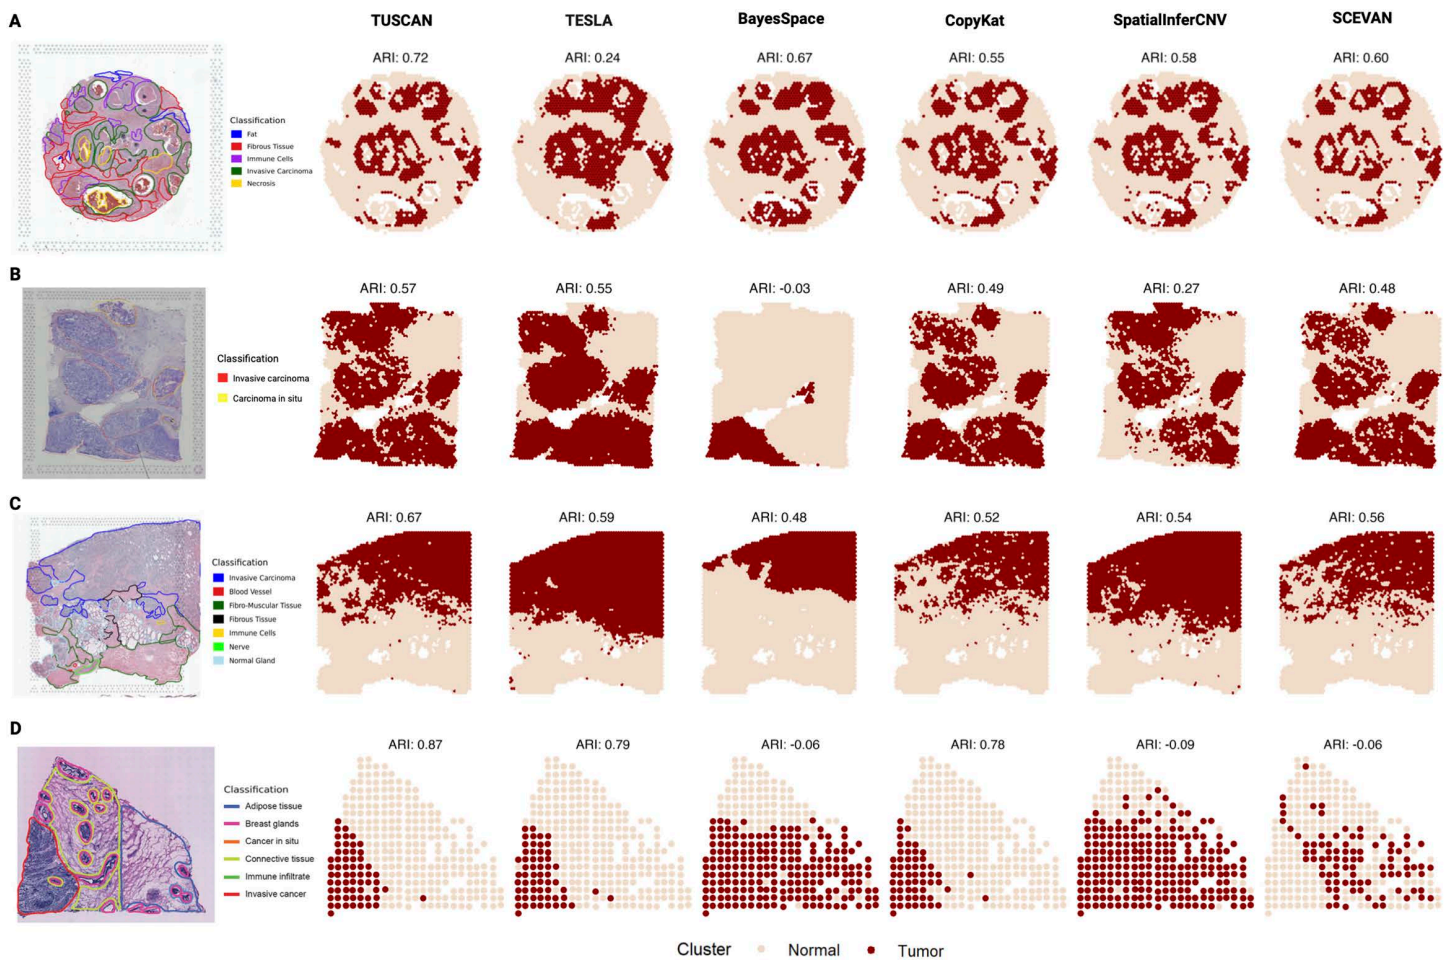 A
TUSCAN
TESLA
BayesSpace
CopyKat
SpatialInferCNV
SCEVAN
ARI: 0.72
ARI: 0.24
ARI: 0.67
ARI: 0.55
ARI: 0.58
ARI: 0.60
Classification
Fat
Fibrous Tissue
Immune Cells
Invasive Carcinoma
Necrosis
B
ARI: 0.57
ARI: 0.55
ARI: -0.03
ARI: 0.49
ARI: 0.27
ARI: 0.48
Classification
Invasive carcinoma
Carcinoma in situ
C
ARI: 0.67
ARI: 0.59
ARI: 0.48
ARI: 0.52
ARI: 0.54
ARI: 0.56
Classification
Invasive Carcinoma
Blood Vessel
Fibro-Muscular Tissue
Fibrous Tissue
Immune Cells
Nerve
Normal Gland
D
ARI: 0.87
ARI: 0.79
ARI: -0.06
ARI: 0.78
ARI: -0.09
ARI: -0.06
Classification
Adipose tissue
Breast glands
Cancer in situ
Connective tissue
Immune infiltrate
Invasive cancer
Cluster Normal Tumor